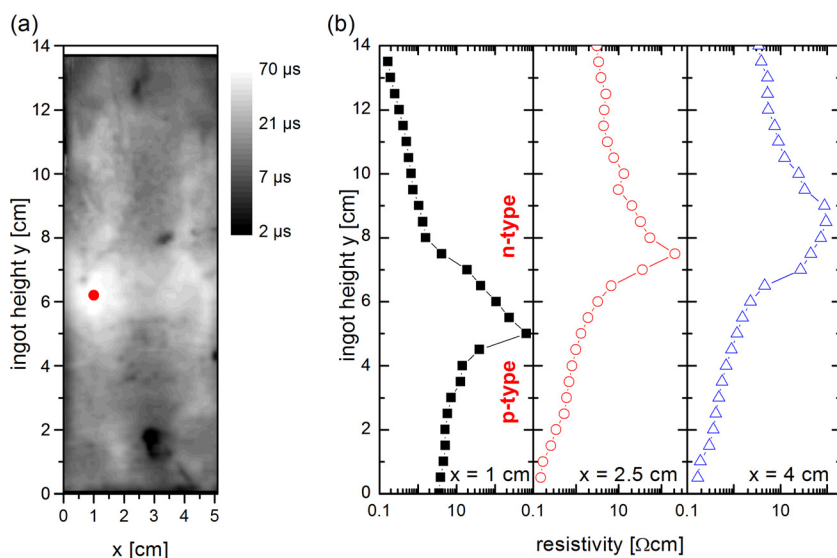 (a)
14
12
10
8
6
4
2
0
ingot height y [cm]
0 1 2 3 4 5
x [cm]
70 µs
21 µs
7 µs
2 µs
(b)
14
12
10
8
6
4
2
0
ingot height y [cm]
n-type
p-type
x = 1 cm
x = 2.5 cm
x = 4 cm
0.1 10 0.1 10 0.1 10
resistivity [Ωcm]